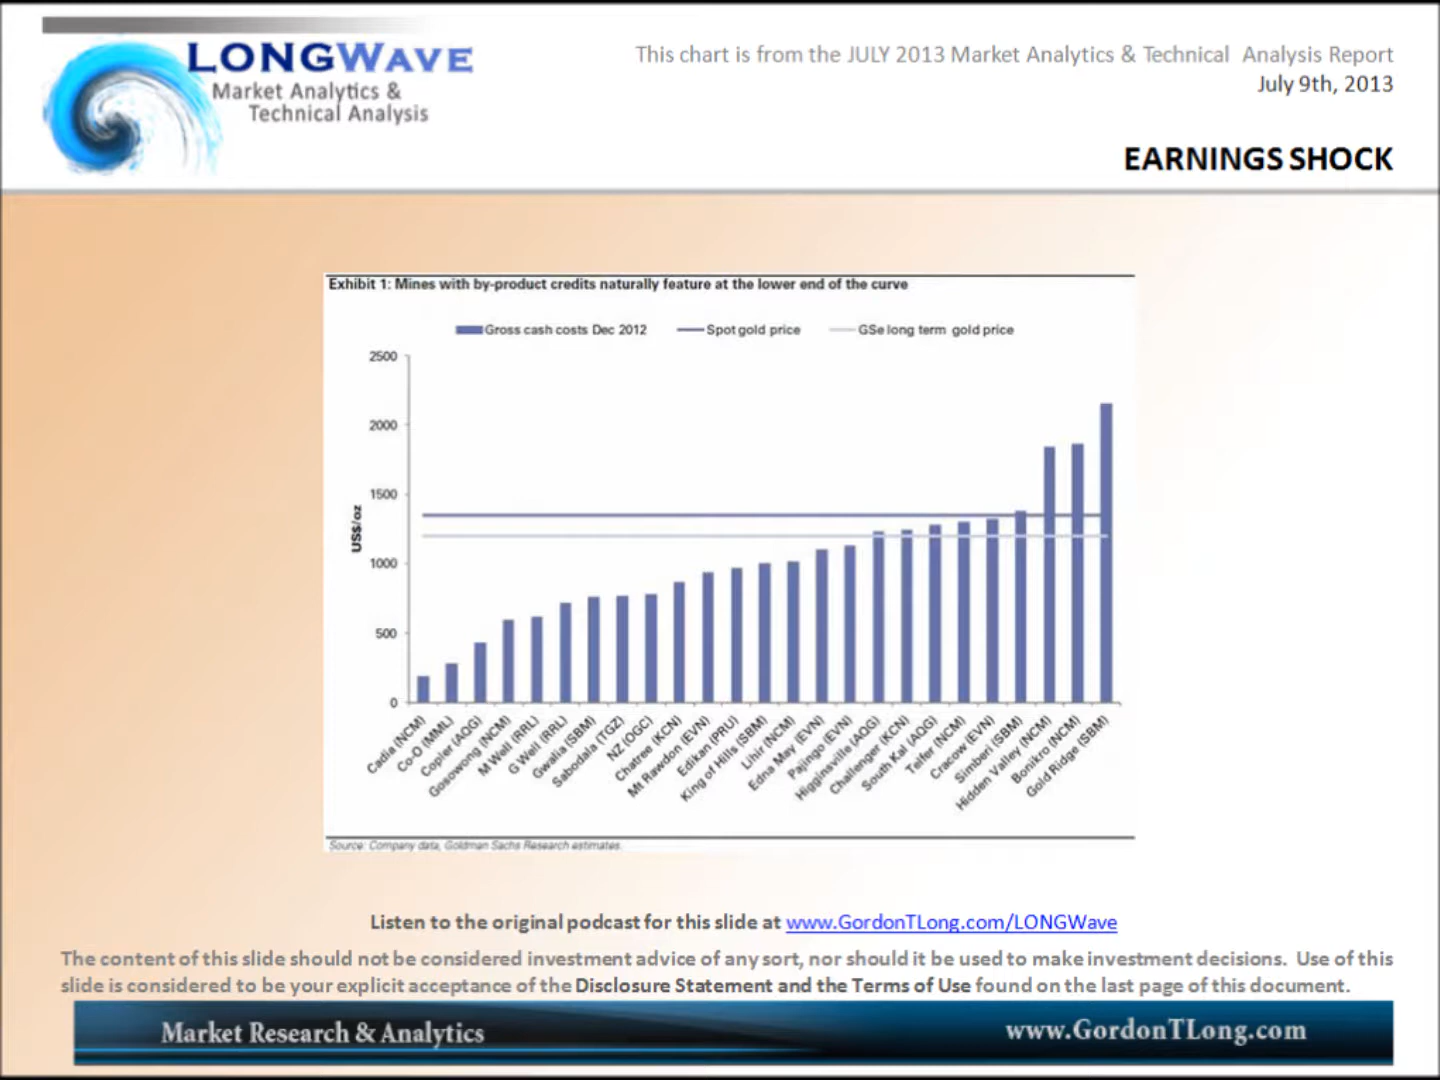 LONGWAVE
Market Analytics &
Technical Analysis
This chart is from the JULY 2013 Market Analytics & Technical Analysis Report
July 9th, 2013
EARNINGS SHOCK
Exhibit 1: Mines with by-product credits naturally feature at the lower end of the curve
Gross cash costs Dec 2012
Spot gold price
GSe long term gold price
US$/oz
2500
2000
1500
1000
500
0
Cadia (NCM)
Co-O (MML)
Copler (AQG)
Gosowong (NCM)
M Well (RRL)
G Well (RRL)
Gwalia (SBM)
Sabodala (TGZ)
NZ (OGC)
Chatree (KCN)
Mt Rawdon (EVN)
Edikan (PRU)
King of Hills (SBM)
Lihir (NCM)
Edna May (EVN)
Pajingo (EVN)
Higginsville (AQG)
Challenger (KCN)
South Kal (AQG)
Telfer (NCM)
Cracow (EVN)
Simberi (SBM)
Hidden Valley (NCM)
Bonikro (NCM)
Gold Ridge (SBM)
Source: Company data, Goldman Sachs Research estimates.
Listen to the original podcast for this slide at www.GordonTLong.com/LONGWave
The content of this slide should not be considered investment advice of any sort, nor should it be used to make investment decisions. Use of this
slide is considered to be your explicit acceptance of the Disclosure Statement and the Terms of Use found on the last page of this document.
Market Research & Analytics
www.GordonTLong.com